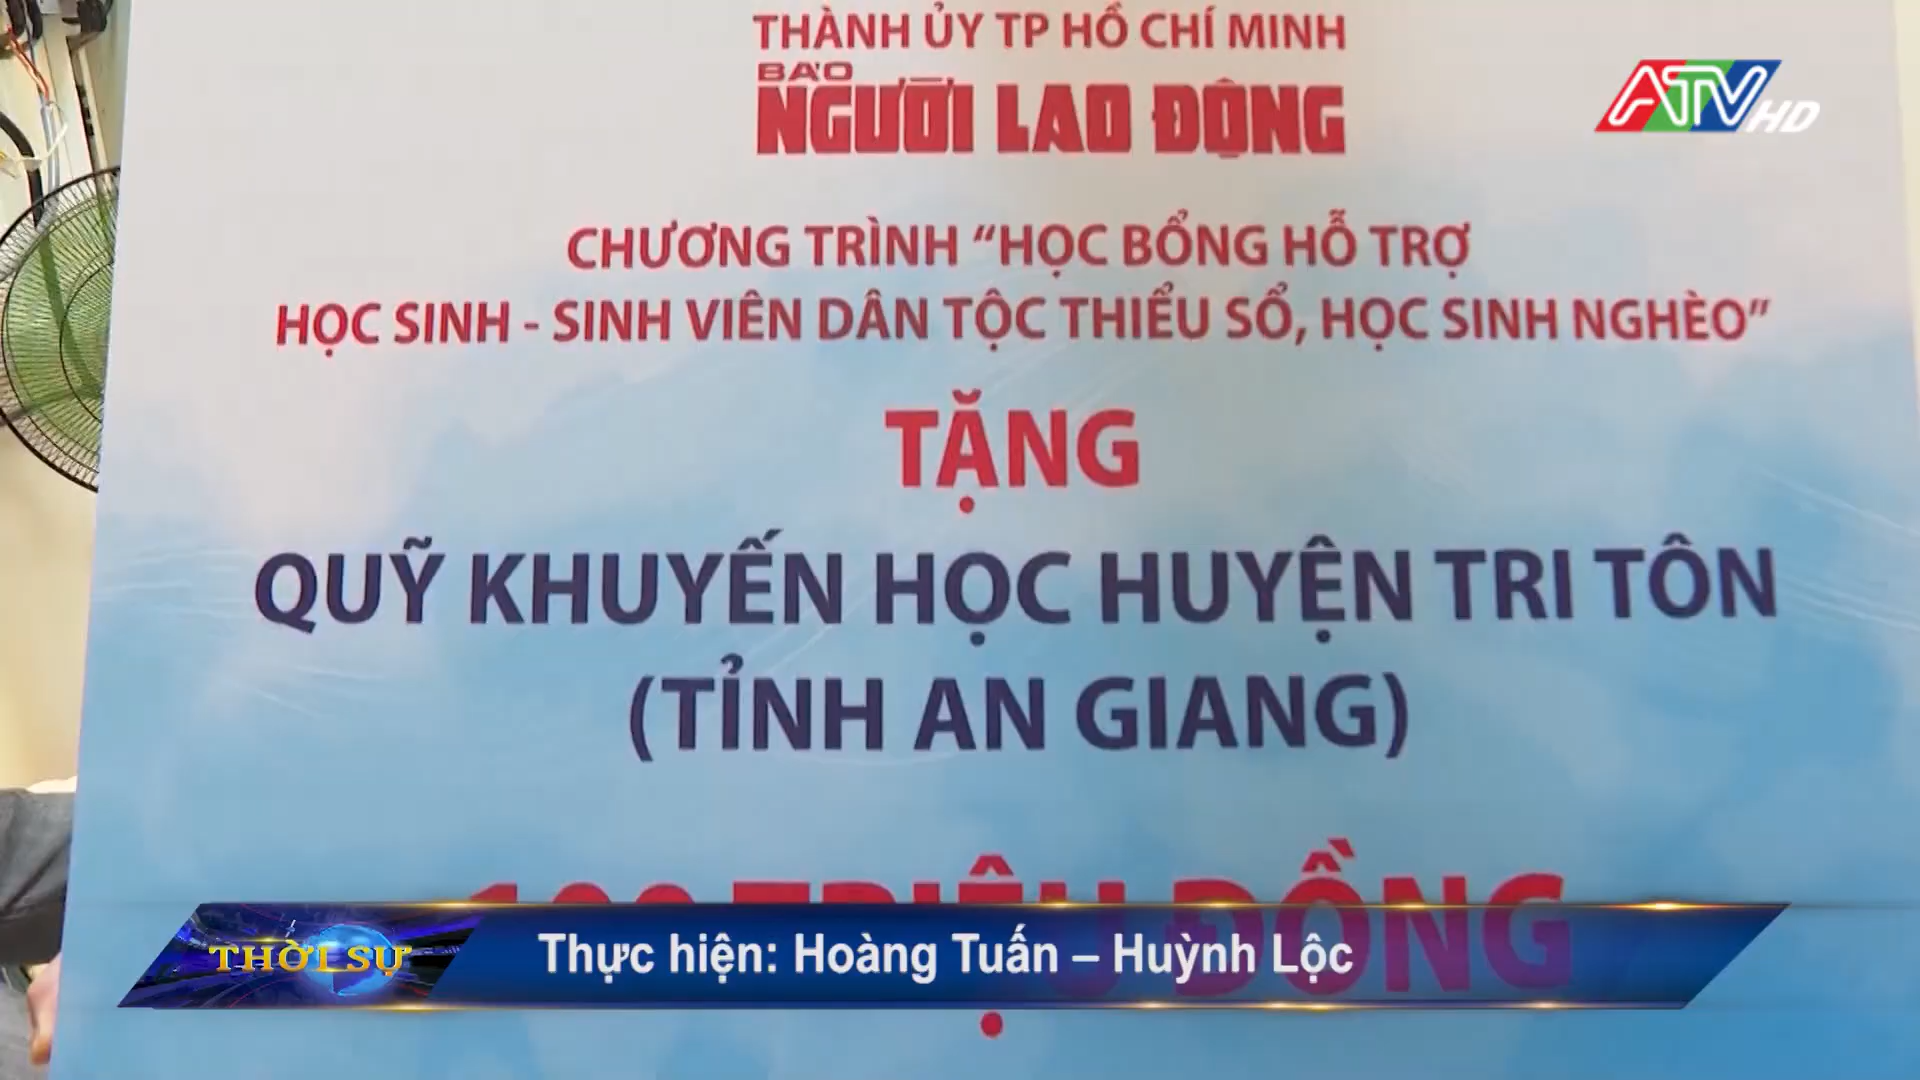 THÀNH ỦY TP HỒ CHÍ MINH
BÁO
NGƯỜI LAO ĐỘNG
ATV HD
CHƯƠNG TRÌNH “HỌC BỔNG HỖ TRỢ
HỌC SINH - SINH VIÊN DÂN TỘC THIỂU SỐ, HỌC SINH NGHÈO”
TẶNG
QUỸ KHUYẾN HỌC HUYỆN TRI TÔN
(TỈNH AN GIANG)
TRIỆU ĐỒNG
THỜI SỰ
Thực hiện: Hoàng Tuấn – Huỳnh Lộc